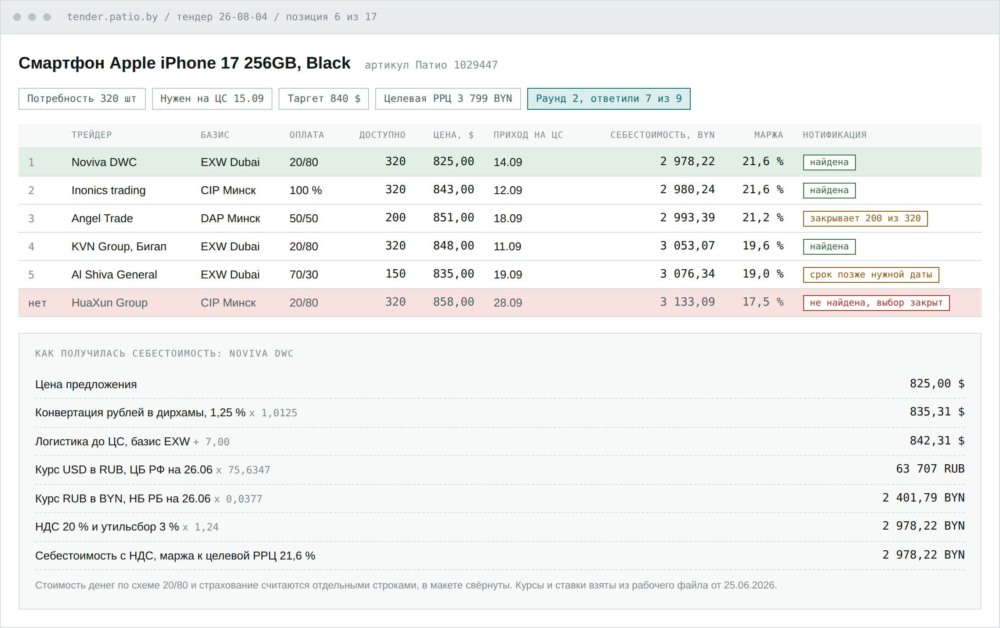 tender.patio.by / тендер 26-08-04 / позиция 6 из 17
Смартфон Apple iPhone 17 256GB, Black артикул Патио 1029447
Потребность 320 шт Нужен на ЦС 15.09 Таргет 840 $ Целевая РРЦ 3 799 BYN Раунд 2, ответили 7 из 9
ТРЕЙДЕР БАЗИС ОПЛАТА ДОСТУПНО ЦЕНА, $ ПРИХОД НА ЦС СЕБЕСТОИМОСТЬ, BYN МАРЖА НОТИФИКАЦИЯ
1 Noviva DWC EXW Dubai 20/80 320 825,00 14.09 2 978,22 21,6 % найдена
2 Inonics trading CIP Минск 100 % 320 843,00 12.09 2 980,24 21,6 % найдена
3 Angel Trade DAP Минск 50/50 200 851,00 18.09 2 993,39 21,2 % закрывает 200 из 320
4 KVN Group, Бигап EXW Dubai 20/80 320 848,00 11.09 3 053,07 19,6 % найдена
5 Al Shiva General EXW Dubai 70/30 150 835,00 19.09 3 076,34 19,0 % срок позже нужной даты
нет HuaXun Group CIP Минск 20/80 320 858,00 28.09 3 133,09 17,5 % не найдена, выбор закрыт
КАК ПОЛУЧИЛАСЬ СЕБЕСТОИМОСТЬ: NOVIVA DWC
Цена предложения 825,00 $
Конвертация рублей в дирхамы, 1,25 % x 1,0125 835,31 $
Логистика до ЦС, базис EXW + 7,00 842,31 $
Курс USD в RUB, ЦБ РФ на 26.06 x 75,6347 63 707 RUB
Курс RUB в BYN, НБ РБ на 26.06 x 0,0377 2 401,79 BYN
НДС 20 % и утильсбор 3 % x 1,24 2 978,22 BYN
Себестоимость с НДС, маржа к целевой РРЦ 21,6 % 2 978,22 BYN
Стоимость денег по схеме 20/80 и страхование считаются отдельными строками, в макете свёрнуты. Курсы и ставки взяты из рабочего файла от 25.06.2026.